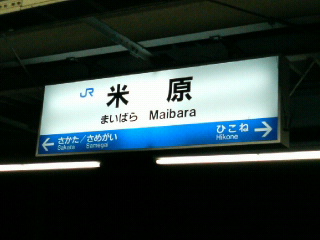 JR 米原
まいばら Maibara
← さかた/さめがい ひこね →
Sakata Samegai Hikone